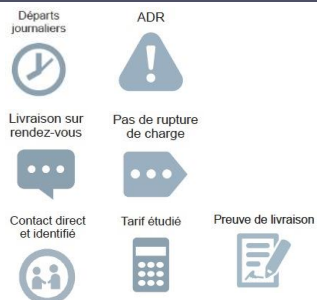 Départs
journaliers
ADR
Livraison sur
rendez-vous
Pas de rupture
de charge
Contact direct
et identifié
Tarif étudié
Preuve de livraison